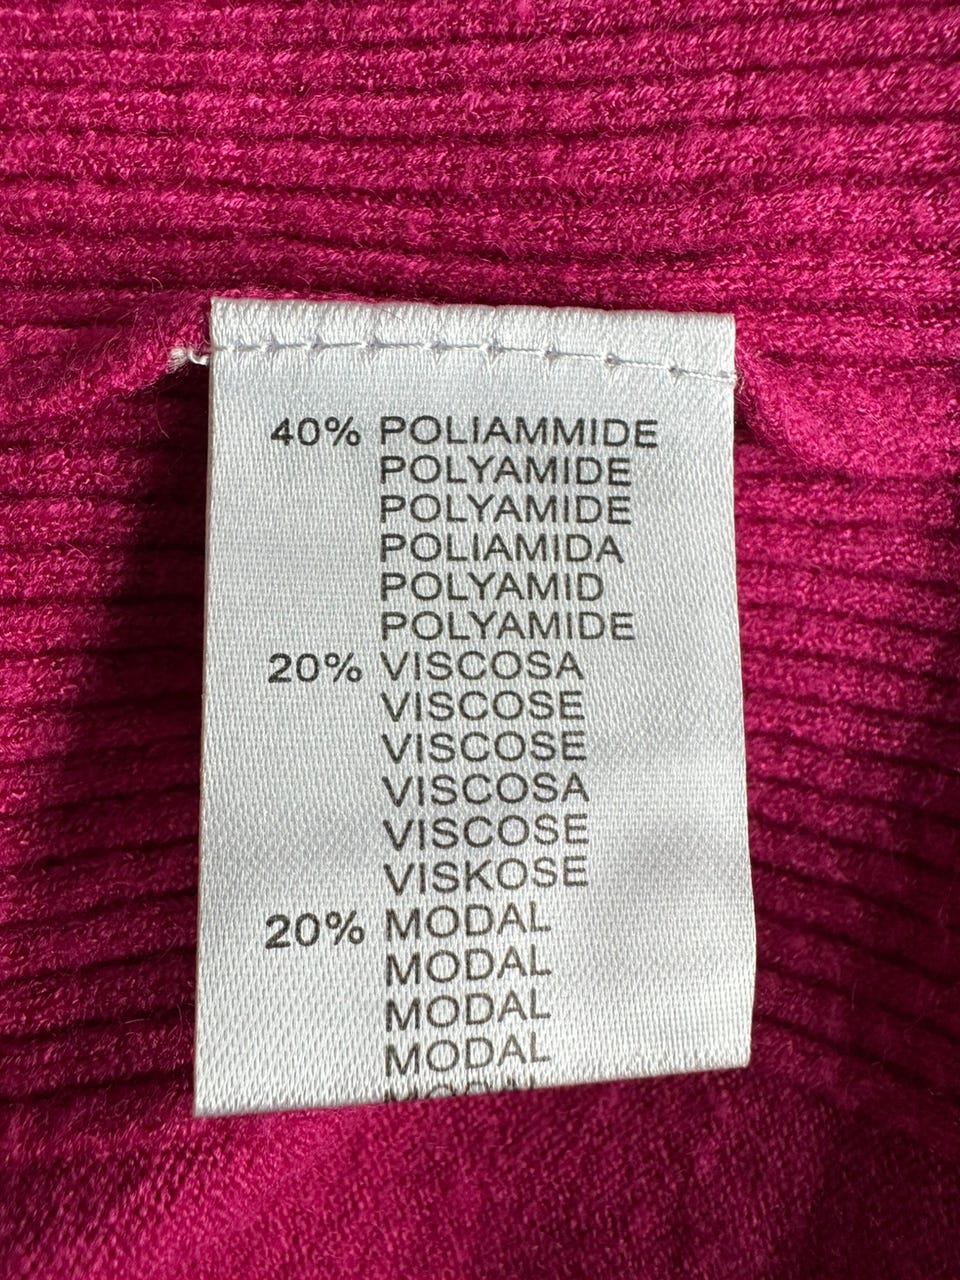 40% POLIAMMIDE
POLYAMIDE
POLYAMIDE
POLIAMIDA
POLYAMID
POLYAMIDE
20% VISCOSA
VISCOSE
VISCOSE
VISCOSA
VISCOSE
VISKOSE
20% MODAL
MODAL
MODAL
MODAL